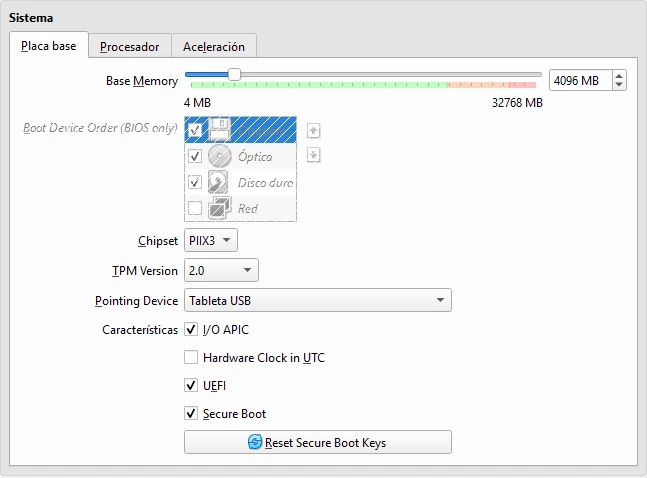 Sistema
Placa base Procesador Aceleración
Base Memory 4096 MB
4 MB 32768 MB
Boot Device Order (BIOS only)
Óptica
Disco duro
Red
Chipset PIIX3
TPM Version 2.0
Pointing Device Tableta USB
Características I/O APIC
Hardware Clock in UTC
UEFI
Secure Boot
Reset Secure Boot Keys